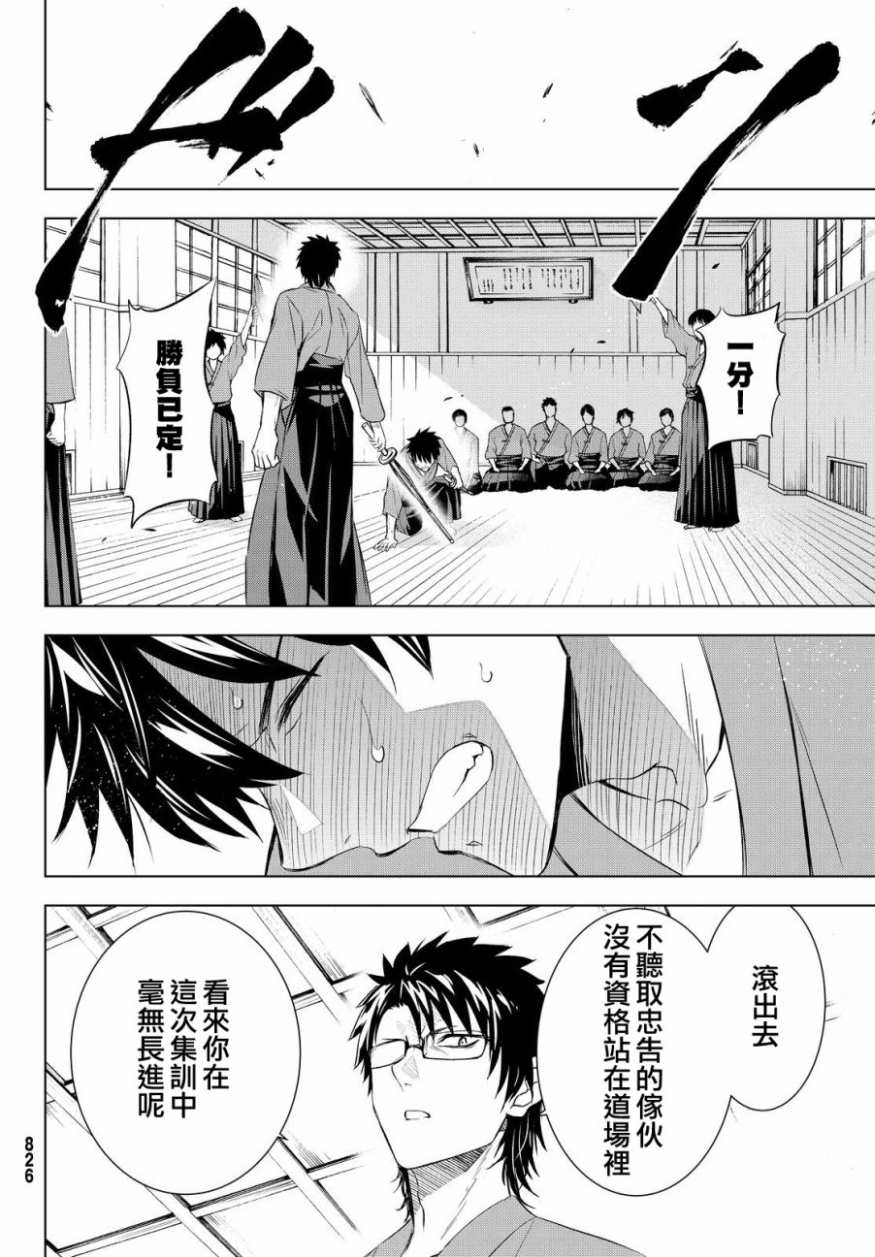 ドン
一分！
勝負已定！
滾出去
不聽取忠告的傢伙
沒有資格站在道場裡
看來你在
這次集訓中
毫無長進呢
826